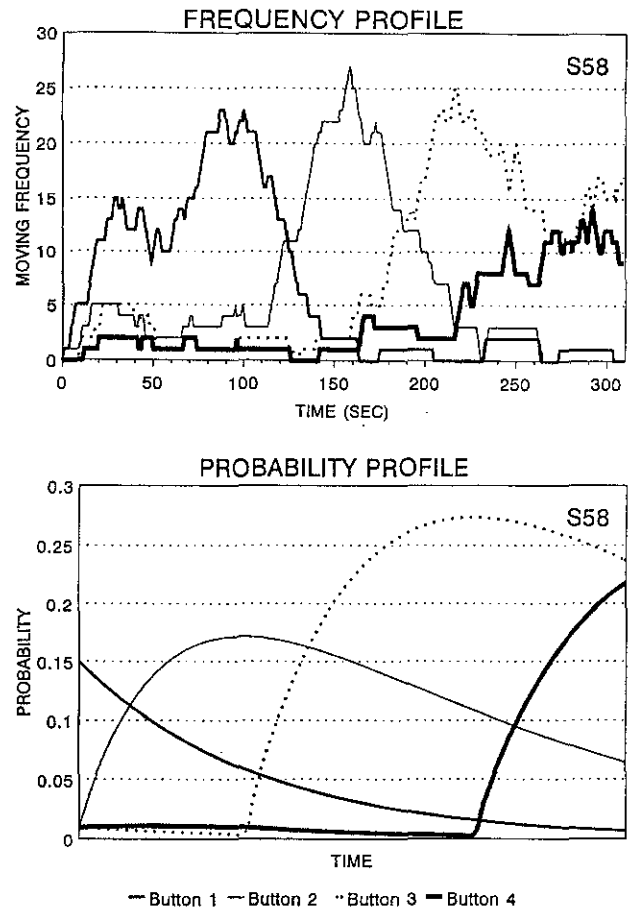 FREQUENCY PROFILE
30
25
20
15
10
5
0
MOVING FREQUENCY
S58
0 50 100 150 200 250 300
TIME (SEC)
PROBABILITY PROFILE
0.3
0.25
0.2
0.15
0.1
0.05
0
PROBABILITY
S58
TIME
Button 1 Button 2 Button 3 Button 4